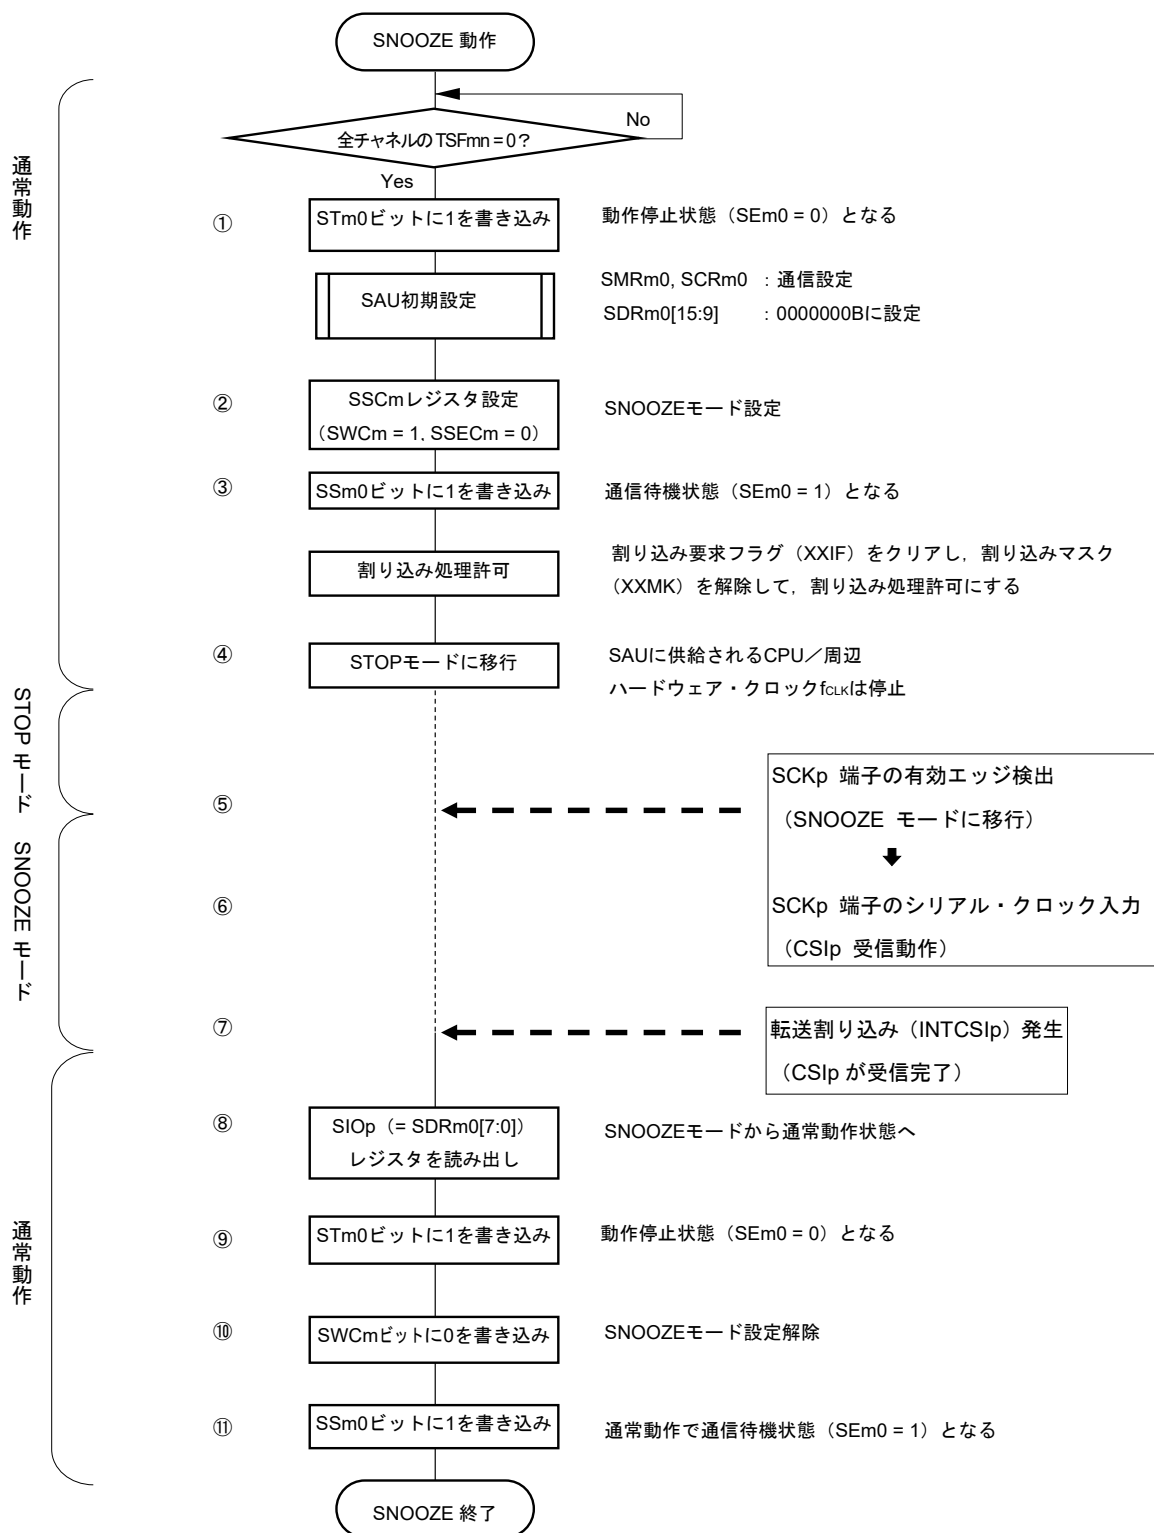 SNOOZE 動作
No
全チャネルのTSFmn = 0？
Yes
通常動作
①
STm0ビットに1を書き込み
動作停止状態（SEm0 = 0）となる
SAU初期設定
SMRm0, SCRm0 ：通信設定
SDRm0[15:9] ：0000000Bに設定
②
SSCmレジスタ設定
（SWCm = 1, SSECm = 0）
SNOOZEモード設定
③
SSm0ビットに1を書き込み
通信待機状態（SEm0 = 1）となる
割り込み処理許可
割り込み要求フラグ（XXIF）をクリアし，割り込みマスク
（XXMK）を解除して，割り込み処理許可にする
④
STOPモードに移行
SAUに供給されるCPU／周辺
ハードウェア・クロックfCLKは停止
STOP モード
⑤
SCKp 端子の有効エッジ検出
（SNOOZE モードに移行）
SNOOZE モード
⑥
SCKp 端子のシリアル・クロック入力
（CSIp 受信動作）
⑦
転送割り込み（INTCSIp）発生
（CSIp が受信完了）
通常動作
⑧
SIOp（= SDRm0[7:0]）
レジスタを読み出し
SNOOZEモードから通常動作状態へ
⑨
STm0ビットに1を書き込み
動作停止状態（SEm0 = 0）となる
⑩
SWCmビットに0を書き込み
SNOOZEモード設定解除
⑪
SSm0ビットに1を書き込み
通常動作で通信待機状態（SEm0 = 1）となる
SNOOZE 終了